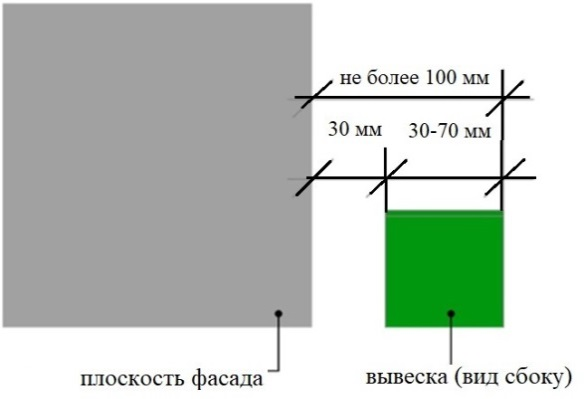 не более 100 мм
30 мм
30-70 мм
плоскость фасада
вывеска (вид сбоку)